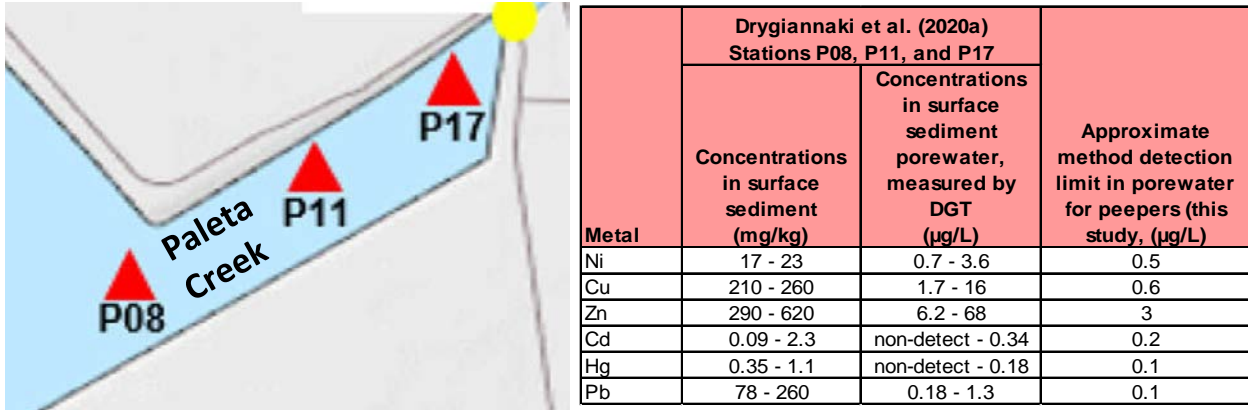 P17
P11
Paleta
Creek
P08
Drygiannaki et al. (2020a)
Stations P08, P11, and P17
Metal
Concentrations
in surface
sediment
(mg/kg)
Concentrations
in surface
sediment
porewater,
measured by
DGT
(µg/L)
Approximate
method detection
limit in porewater
for peepers (this
study, (µg/L)
Ni 17 - 23 0.7 - 3.6 0.5
Cu 210 - 260 1.7 - 16 0.6
Zn 290 - 620 6.2 - 68 3
Cd 0.09 - 2.3 non-detect - 0.34 0.2
Hg 0.35 - 1.1 non-detect - 0.18 0.1
Pb 78 - 260 0.18 - 1.3 0.1